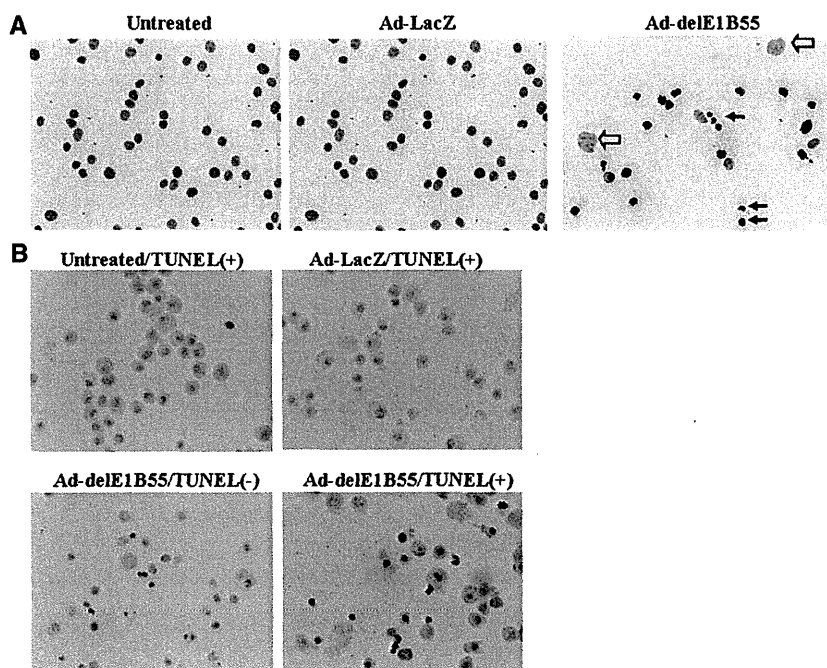 A
Untreated
Ad-LacZ
Ad-delE1B55
B
Untreated/TUNEL(+)
Ad-LacZ/TUNEL(+)
Ad-delE1B55/TUNEL(-)
Ad-delE1B55/TUNEL(+)